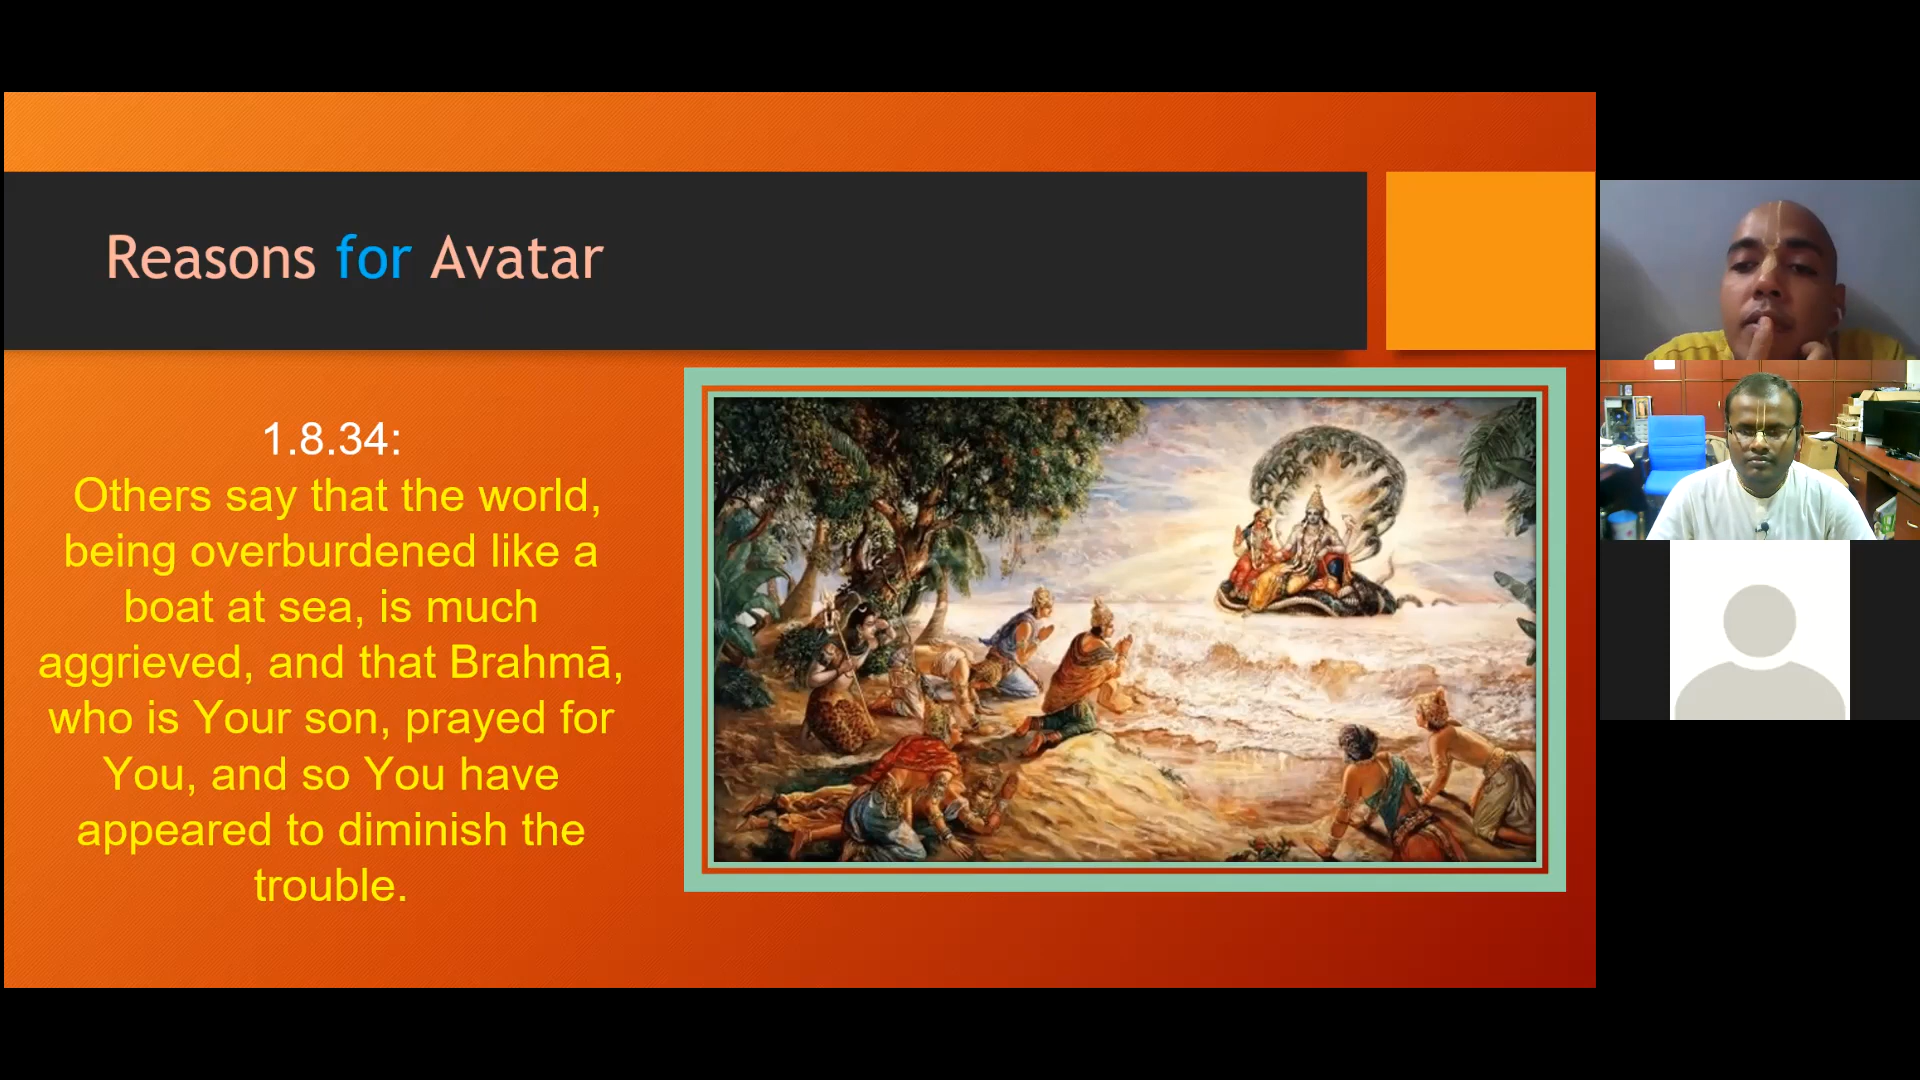 Reasons for Avatar
1.8.34:
Others say that the world,
being overburdened like a
boat at sea, is much
aggrieved, and that Brahmā,
who is Your son, prayed for
You, and so You have
appeared to diminish the
trouble.